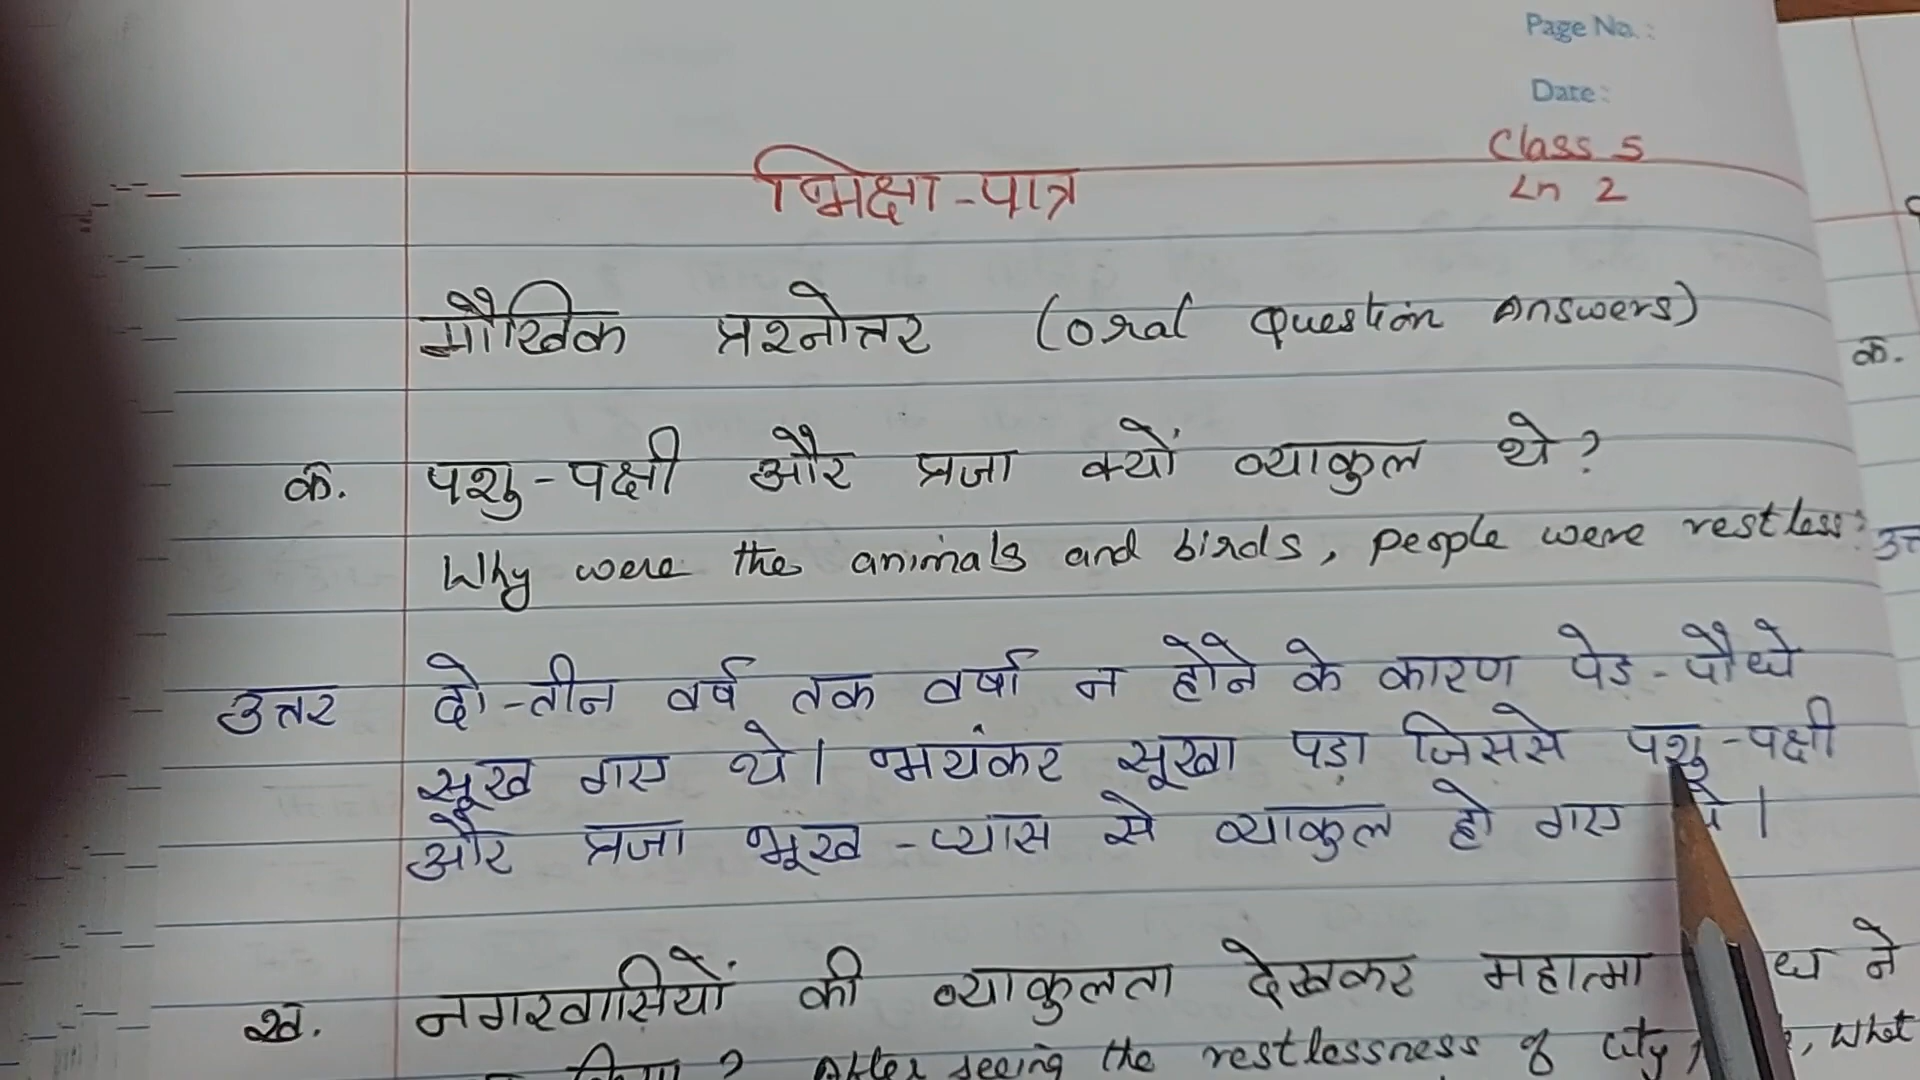 Page No. :
Date :
Class 5
भिक्षा-पात्र
Ln 2
मौखिक प्रश्नोत्तर (Oral Question Answers)
क. पशु-पक्षी और प्रजा क्यों व्याकुल थे?
Why were the animals and birds, people were restless?
उत्तर दो-तीन वर्ष तक वर्षा न होने के कारण पेड़-पौधे
सूख गए थे। भयंकर सूखा पड़ा जिससे पशु-पक्षी
और प्रजा भूख-प्यास से व्याकुल हो गए थे।
ख. नगरवासियों की व्याकुलता देखकर महात्मा ने
किया? After seeing the restlessness of city, what
क.